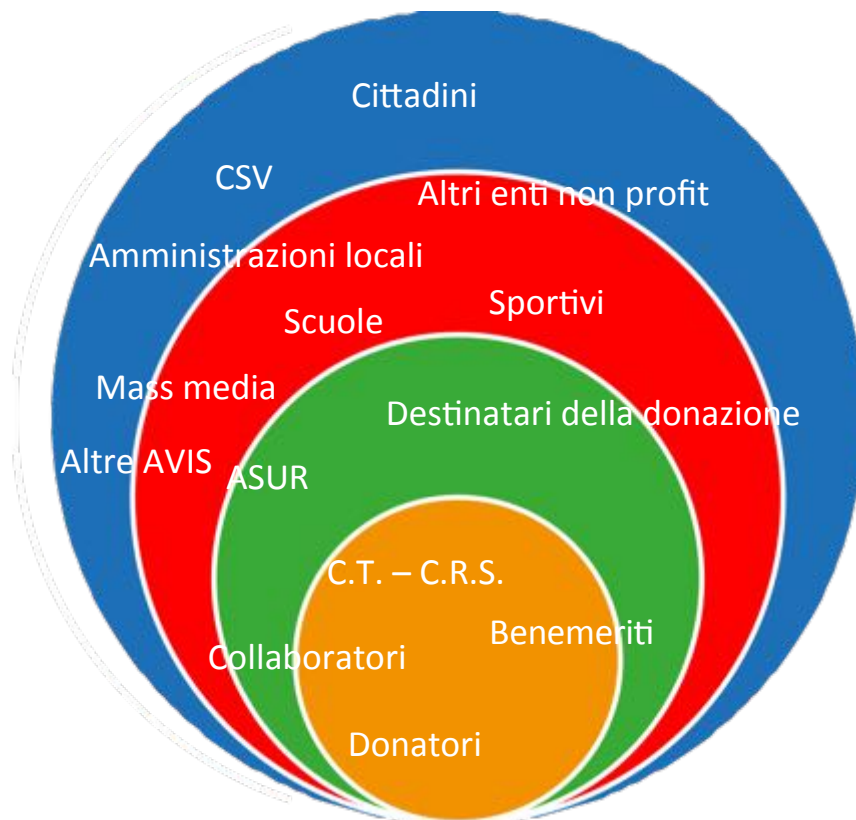 Cittadini
CSV
Altri enti non profit
Amministrazioni locali
Sportivi
Scuole
Mass media
Destinatari della donazione
Altre AVIS
ASUR
C.T. – C.R.S.
Benemeriti
Collaboratori
Donatori